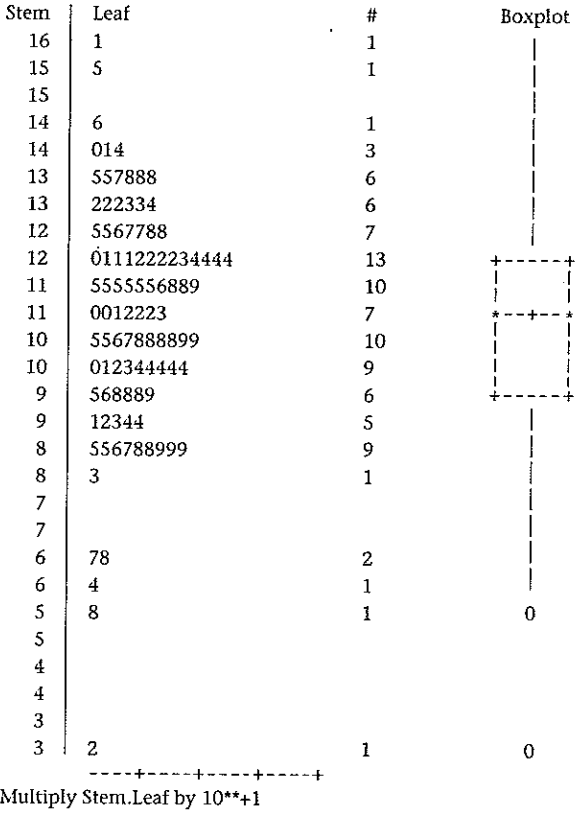 Stem Leaf # Boxplot
16 1 1
15 5 1
15
14 6 1
14 014 3
13 557888 6
13 222334 6
12 5567788 7
12 0111222234444 13
11 5555556889 10
11 0012223 7
10 5567888899 10
10 012344444 9
9 568889 6
9 12344 5
8 556788999 9
8 3 1
7
7
6 78 2
6 4 1
5 8 1 0
5
4
4
3
3 2 1 0
----+----+----+----+
Multiply Stem.Leaf by 10**+1